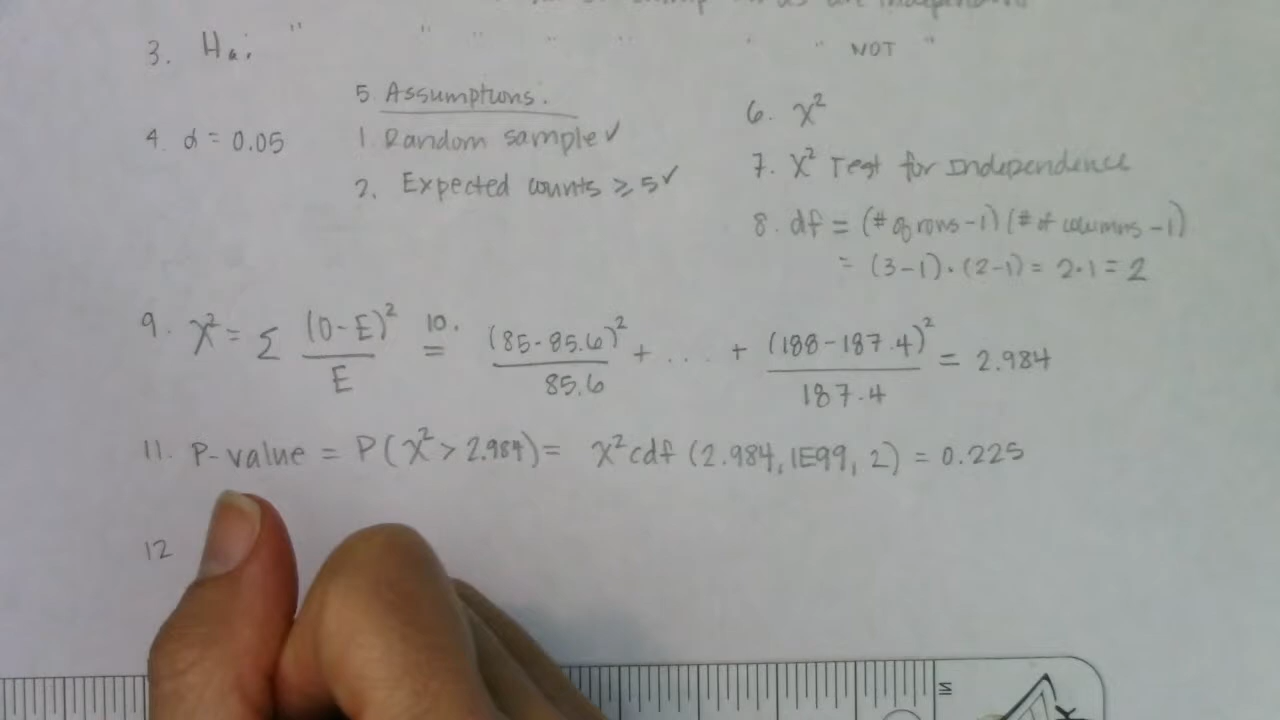 are independent
3. Ha: " " " " " " " NOT "
5. Assumptions.
4. α = 0.05
1. Random sample ✓
2. Expected counts ≥ 5 ✓
6. χ²
7. χ² Test for Independence
8. df = (# of rows - 1)(# of columns - 1)
= (3-1)·(2-1) = 2·1 = 2
9. χ² = Σ (O-E)²/E 10. = (85-85.6)²/85.6 + .... + (188-187.4)²/187.4 = 2.984
11. P-value = P(χ² > 2.984) = χ²cdf (2.984, 1E99, 2) = 0.225
12